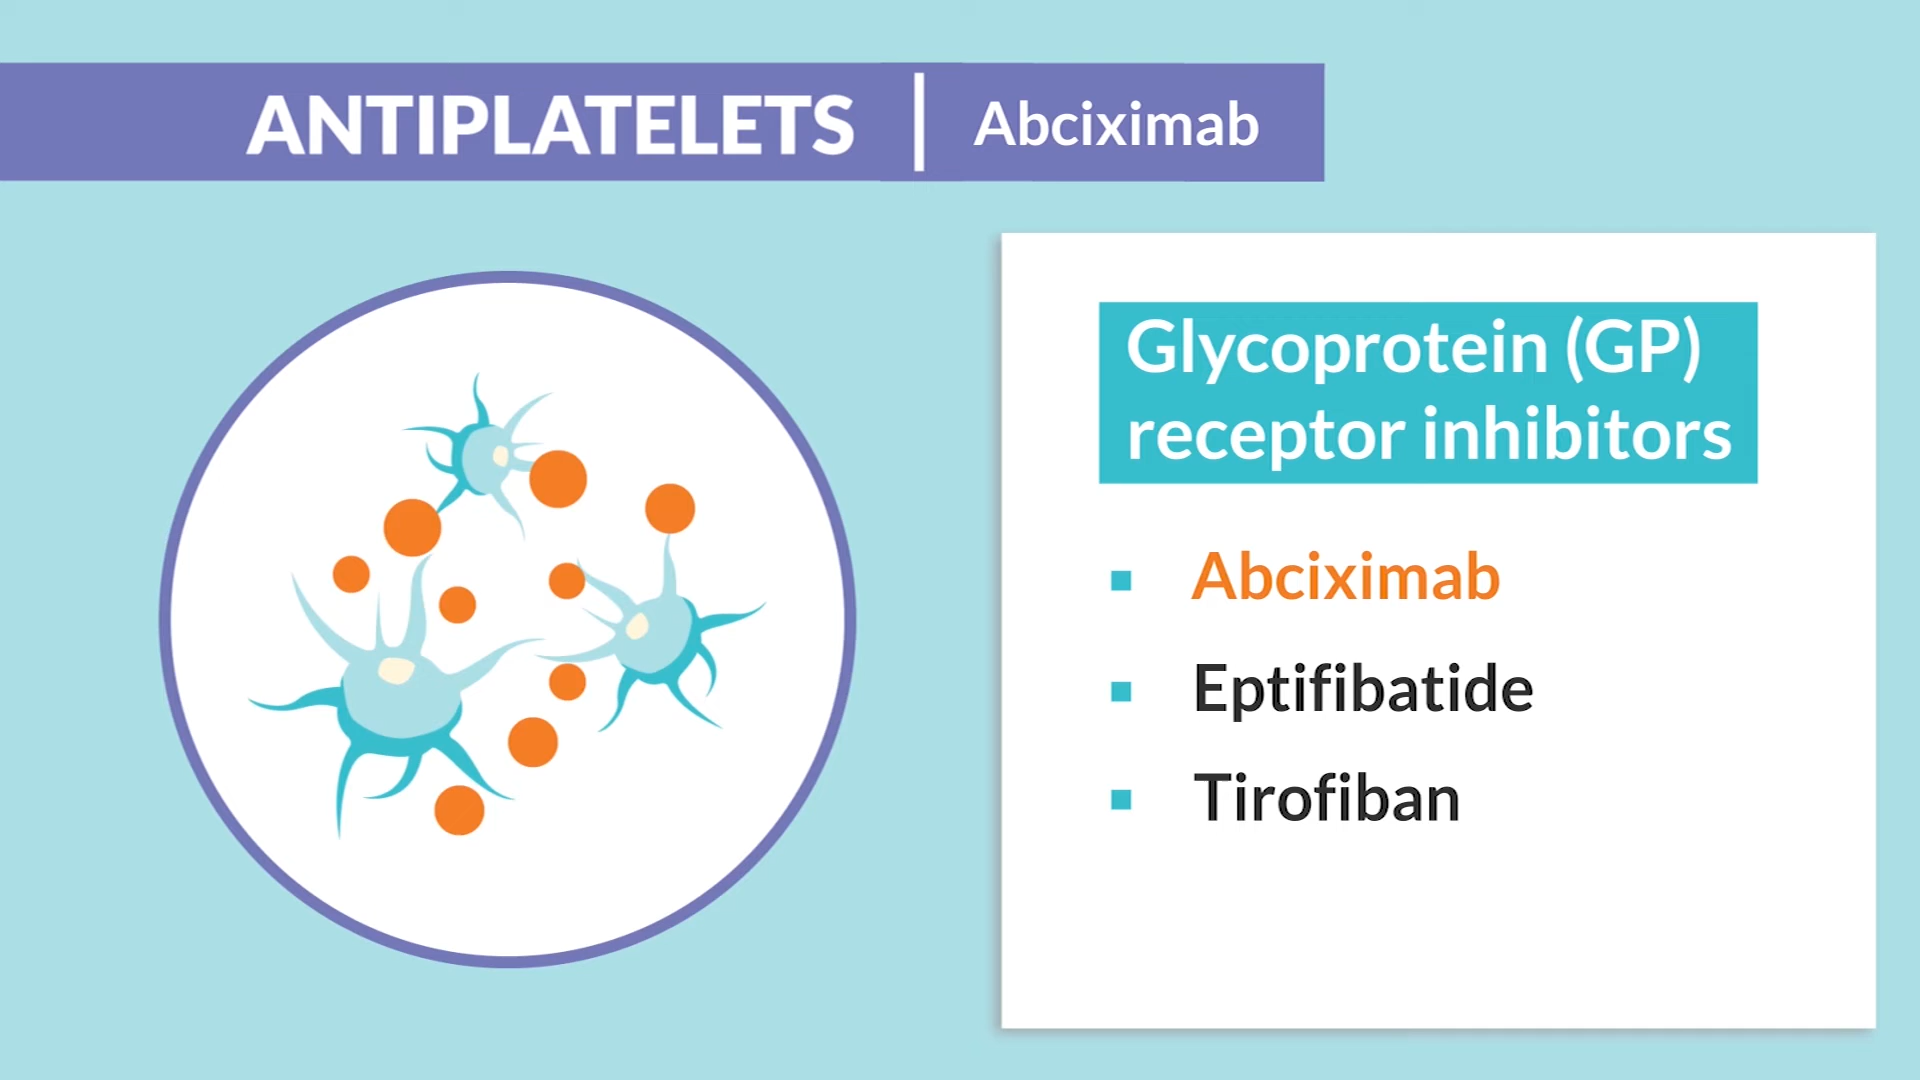 ANTIPLATELETS | Abciximab
Glycoprotein (GP)
receptor inhibitors
▪ Abciximab
▪ Eptifibatide
▪ Tirofiban